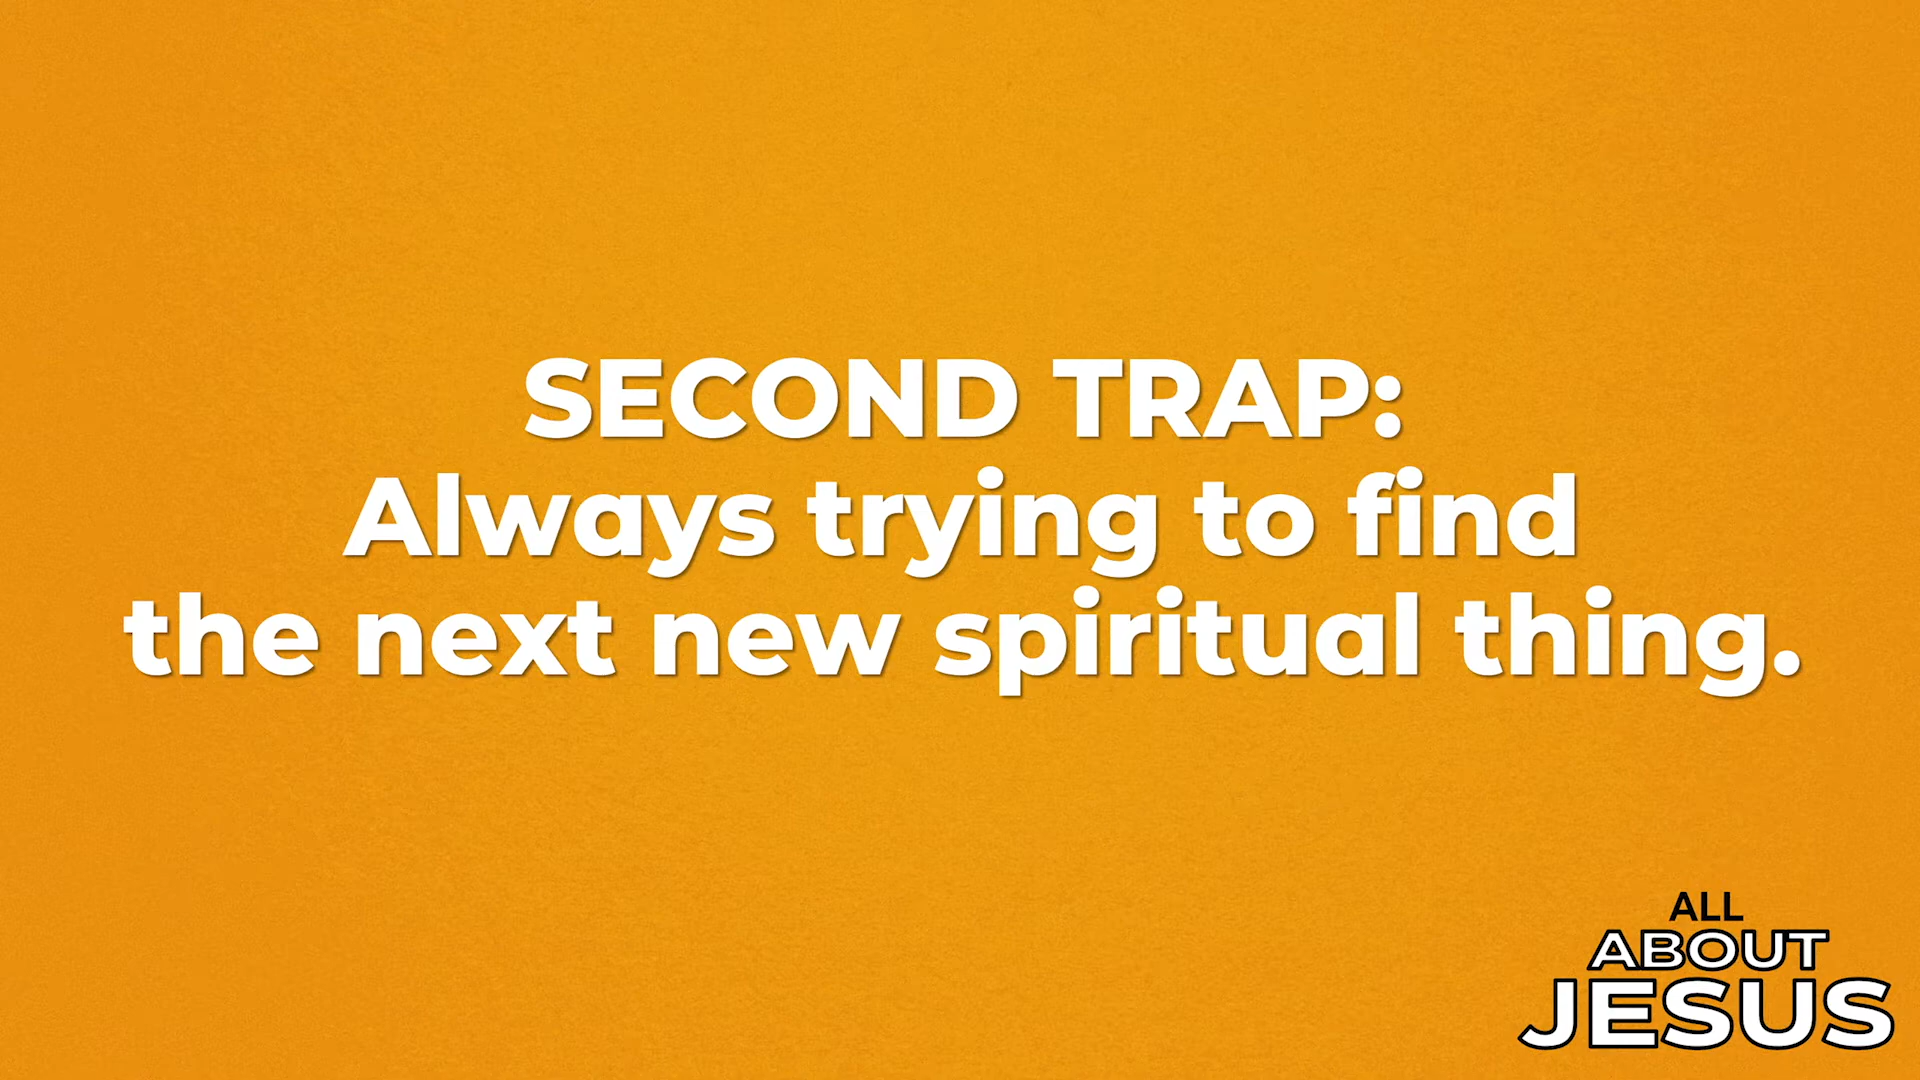 SECOND TRAP:
Always trying to find
the next new spiritual thing.
ALL
ABOUT
JESUS